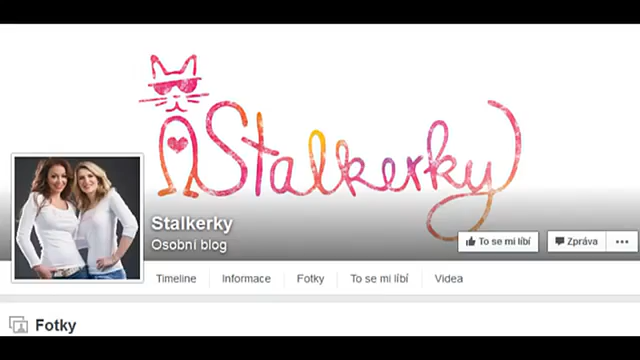 Stalkerky
Stalkerky
Osobní blog
To se mi líbí
Zpráva
Timeline
Informace
Fotky
To se mi líbí
Videa
Fotky